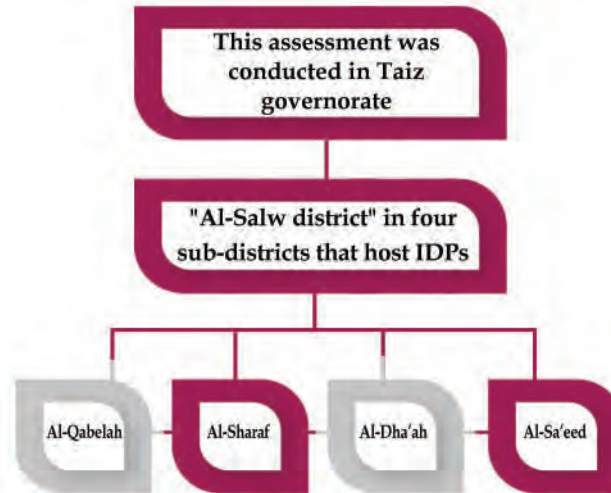 This assessment was
conducted in Taiz
governorate
"Al-Salw district" in four
sub-districts that host IDPs
Al-Qabelah
Al-Sharaf
Al-Dha'ah
Al-Sa'eed